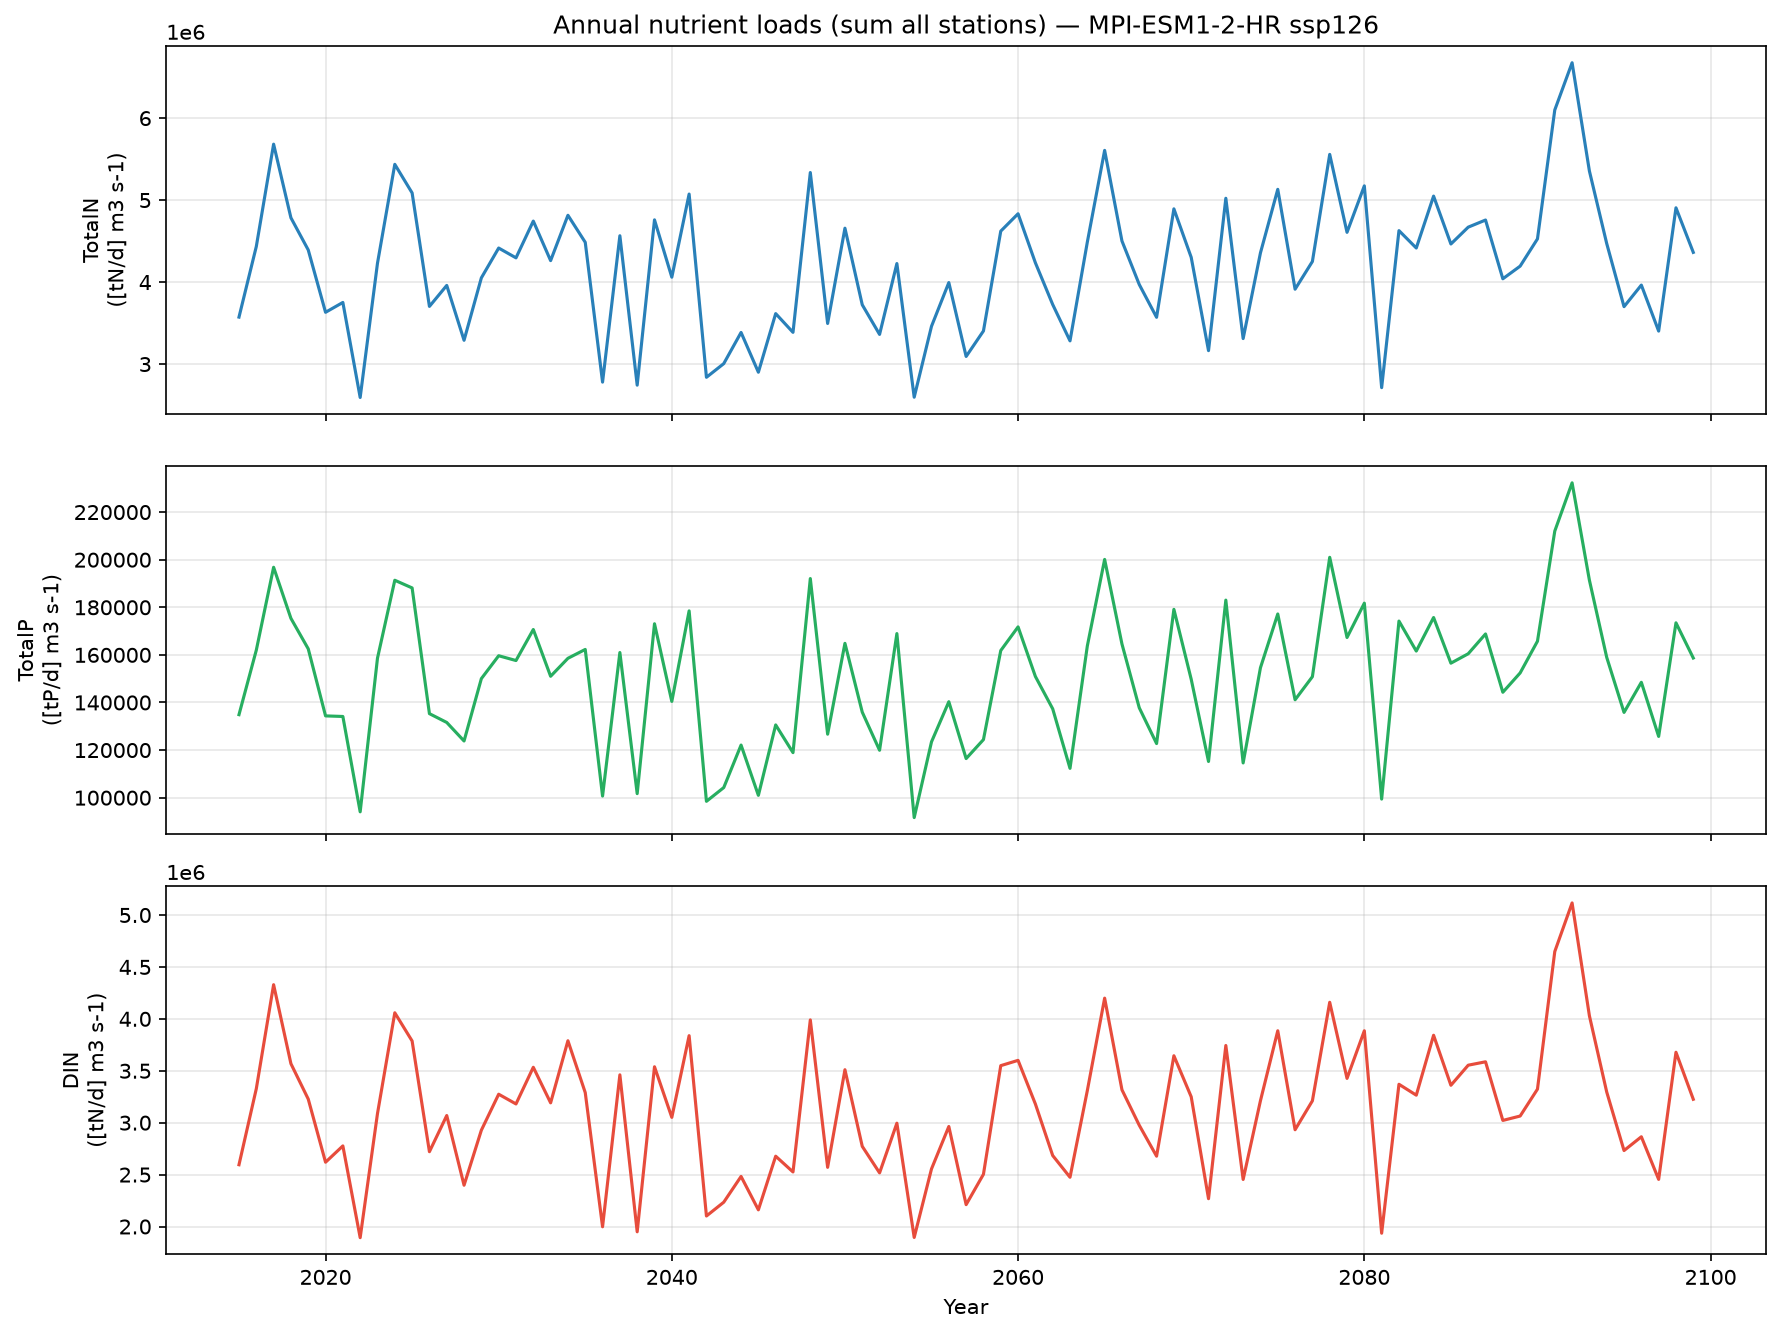 Annual nutrient loads (sum all stations) — MPI-ESM1-2-HR ssp126
1e6
6
5
4
3
TotalN
([tN/d] m3 s-1)
220000
200000
180000
160000
140000
120000
100000
TotalP
([tP/d] m3 s-1)
1e6
5.0
4.5
4.0
3.5
3.0
2.5
2.0
DIN
([tN/d] m3 s-1)
2020 2040 2060 2080 2100
Year